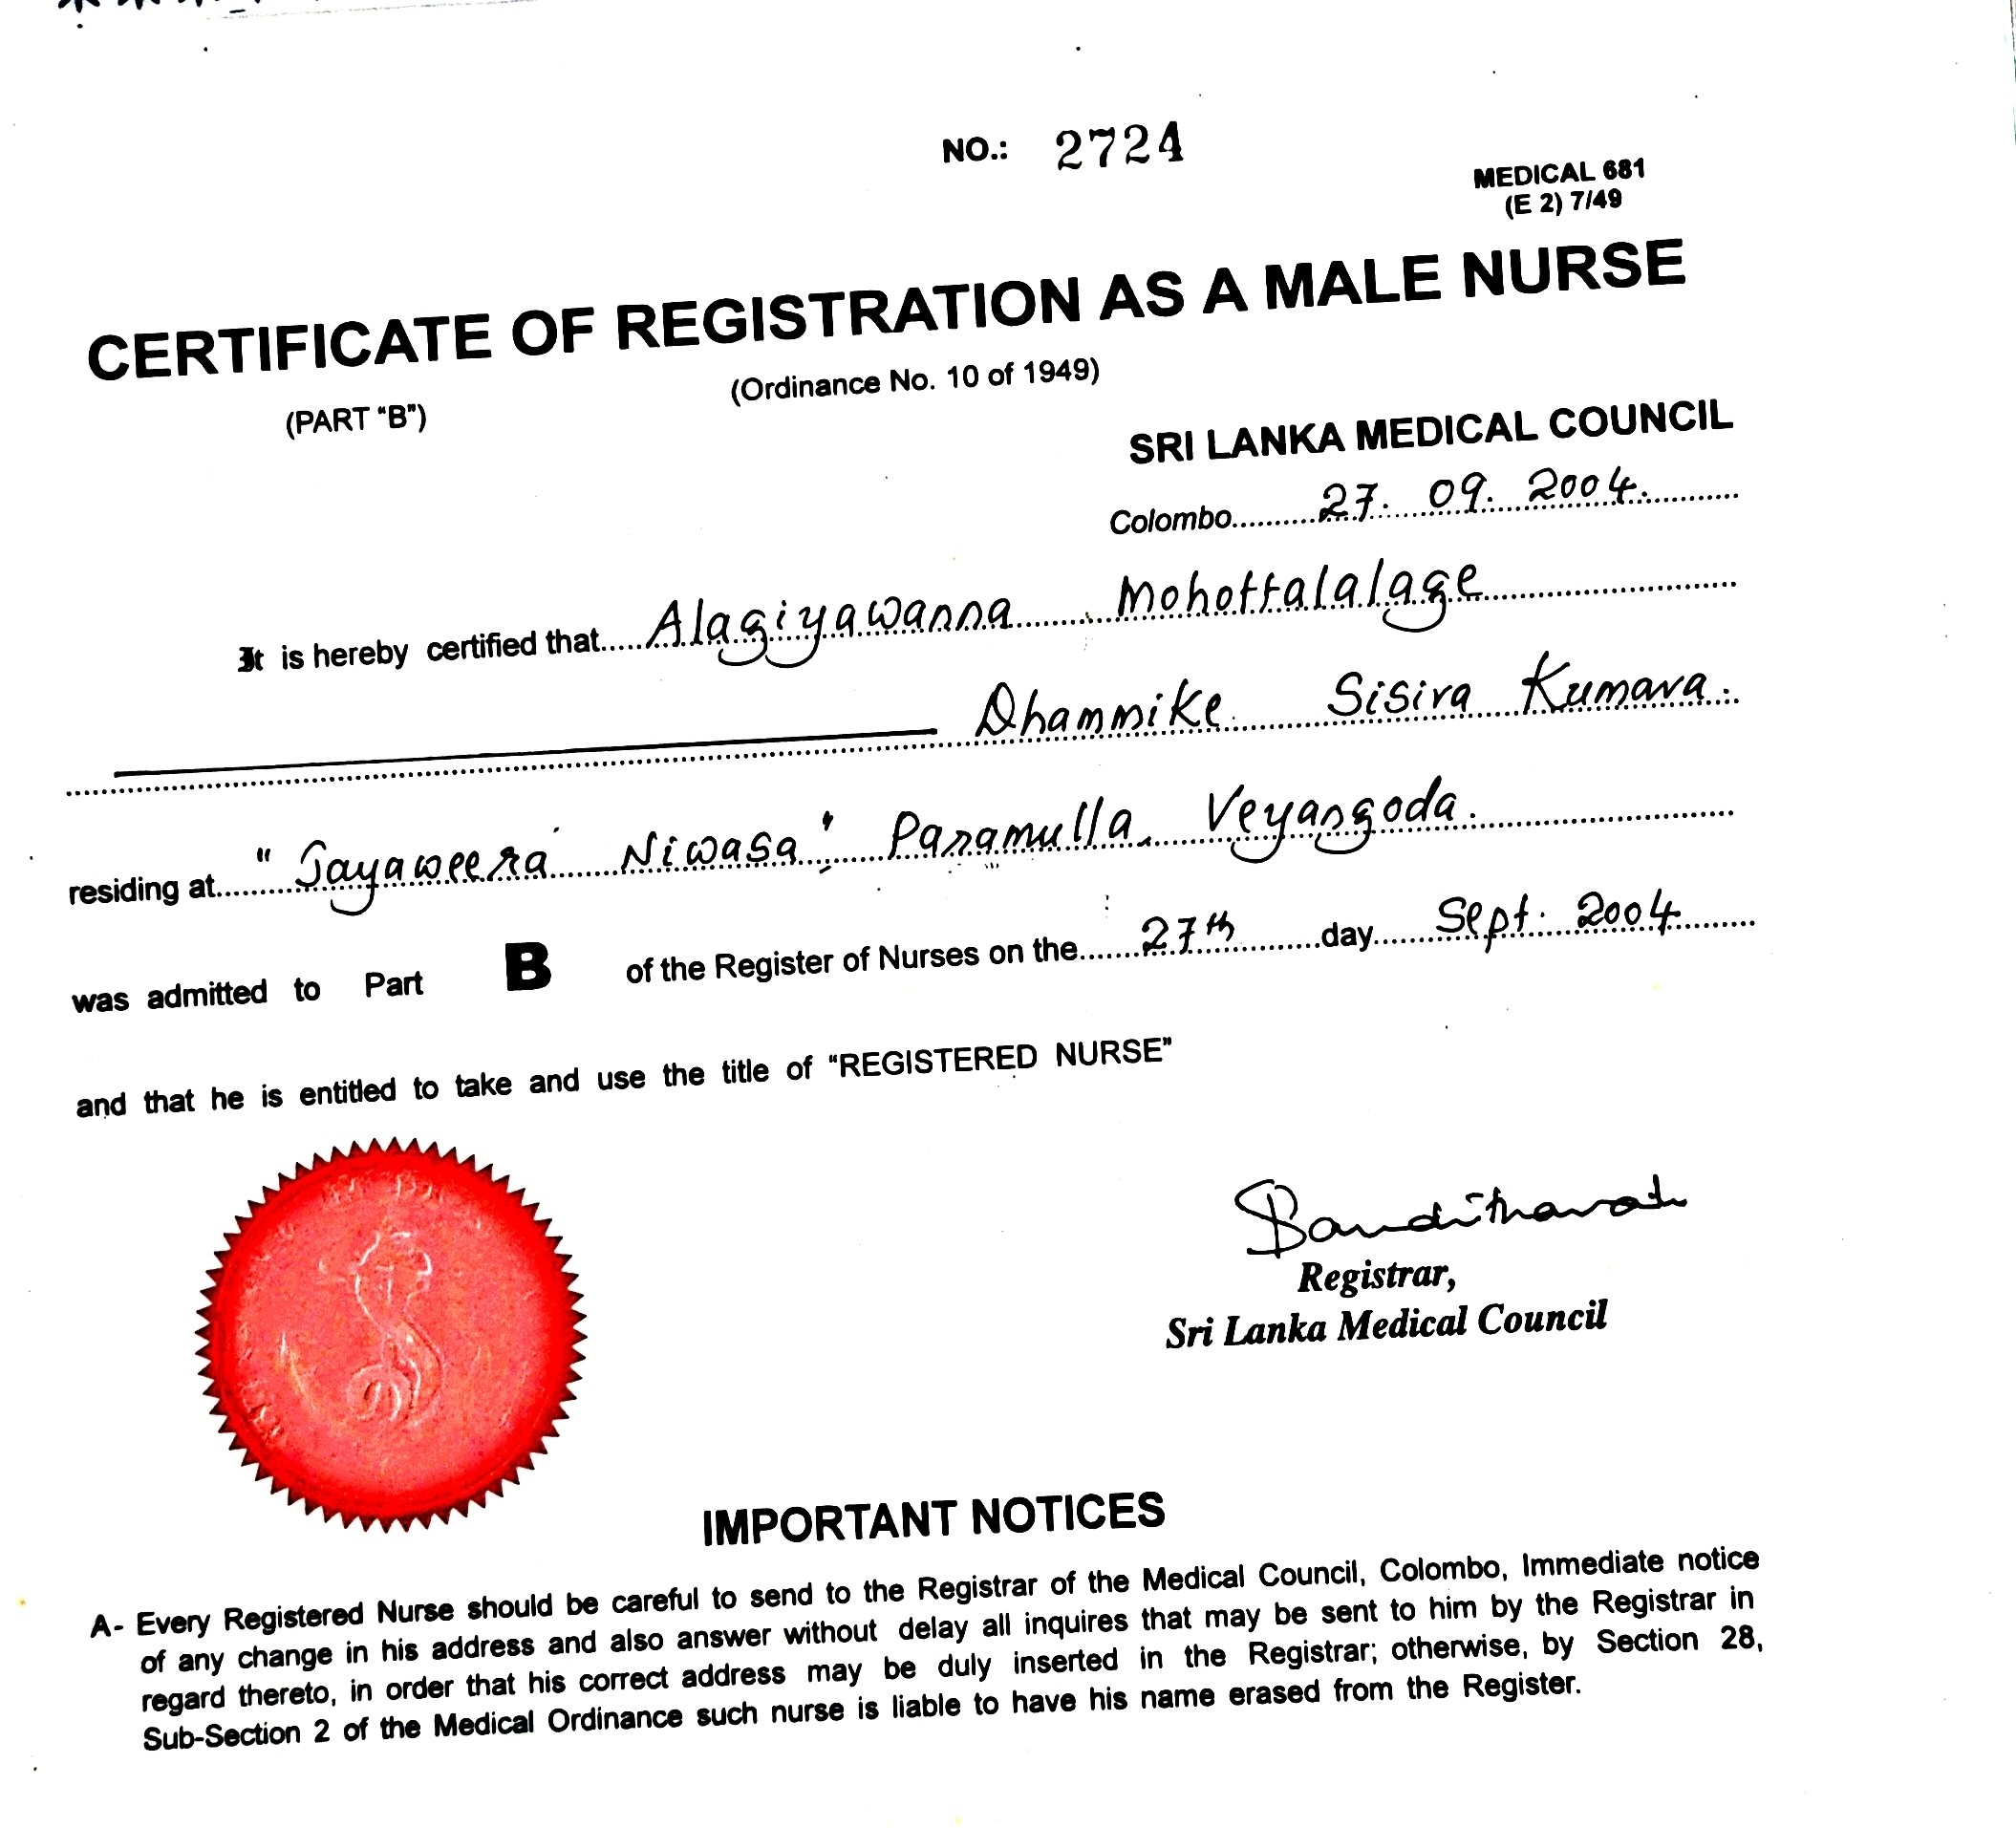 NO.: 2724
MEDICAL 681
(E 2) 7/49
CERTIFICATE OF REGISTRATION AS A MALE NURSE
(Ordinance No. 10 of 1949)
(PART "B")
SRI LANKA MEDICAL COUNCIL
Colombo 27. 09. 2004.
It is hereby certified that Alagiyawanna Mohottalalage
Dhammike Sisira Kumara.
residing at "Jayaweera Niwasa" Panamulla, Veyangoda.
was admitted to Part B of the Register of Nurses on the 27th day Sept. 2004
and that he is entitled to take and use the title of "REGISTERED NURSE"
Registrar,
Sri Lanka Medical Council
IMPORTANT NOTICES
A- Every Registered Nurse should be careful to send to the Registrar of the Medical Council, Colombo, Immediate notice
of any change in his address and also answer without delay all inquires that may be sent to him by the Registrar in
regard thereto, in order that his correct address may be duly inserted in the Registrar; otherwise, by Section 28,
Sub-Section 2 of the Medical Ordinance such nurse is liable to have his name erased from the Register.